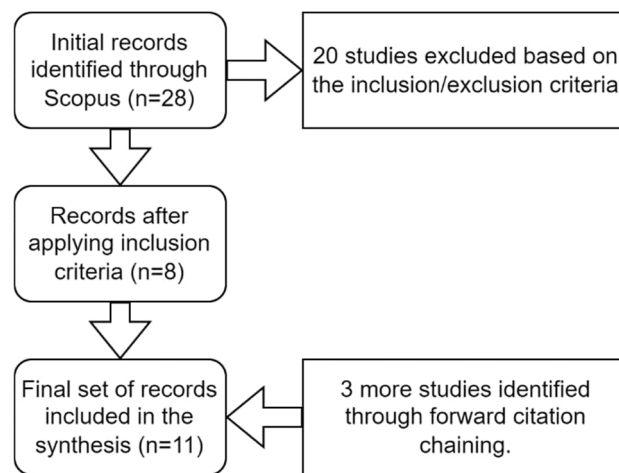 Initial records
identified through
Scopus (n=28)
20 studies excluded based on
the inclusion/exclusion criteria
Records after
applying inclusion
criteria (n=8)
Final set of records
included in the
synthesis (n=11)
3 more studies identified
through forward citation
chaining.